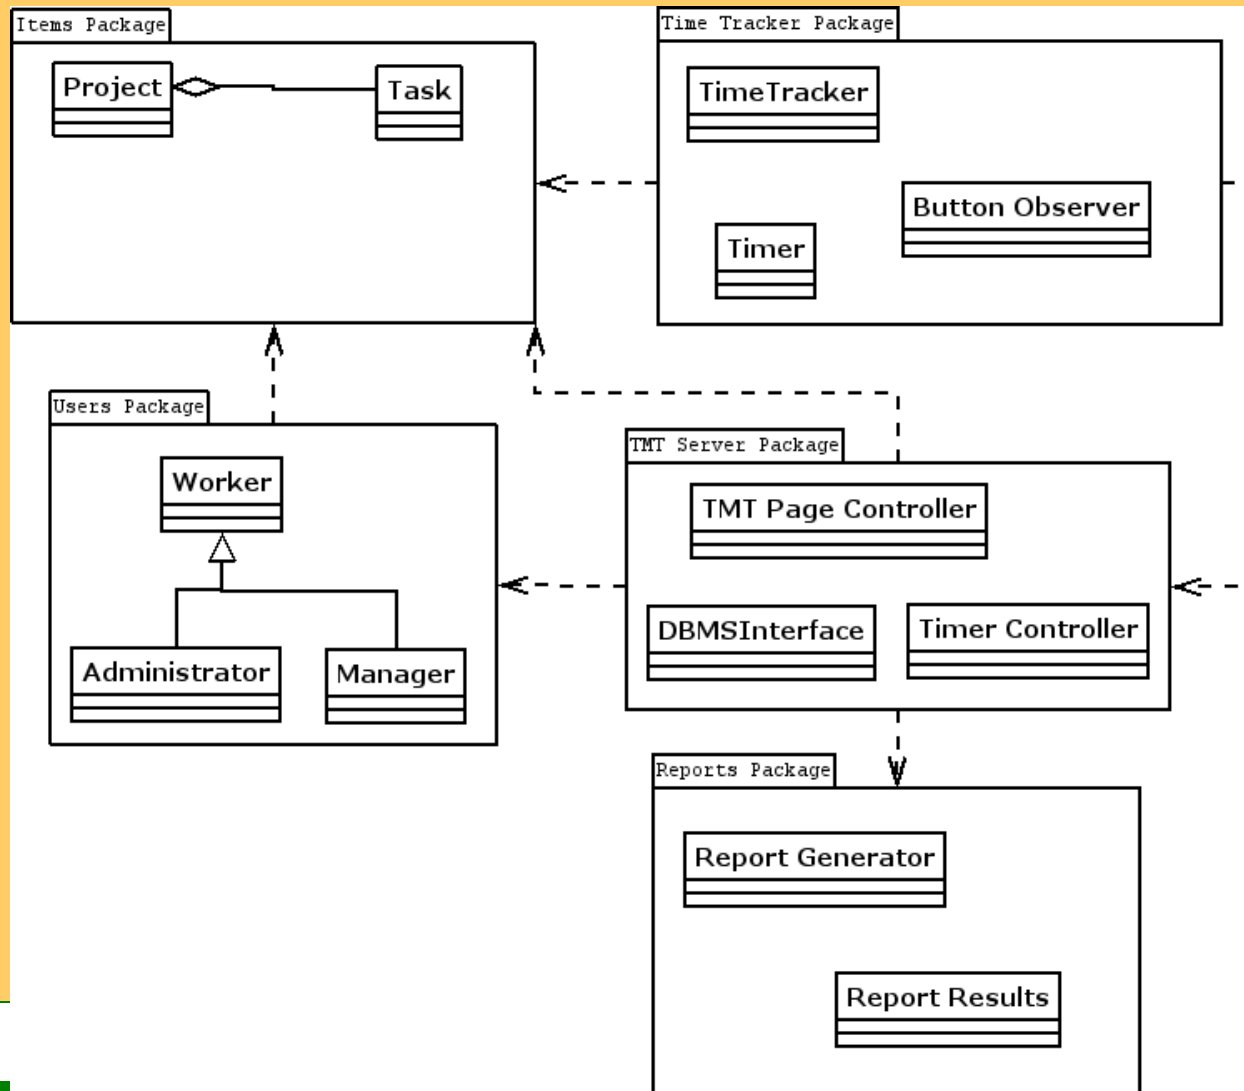 Items Package
Project
Task
Time Tracker Package
TimeTracker
Button Observer
Timer
Users Package
Worker
Administrator
Manager
TMT Server Package
TMT Page Controller
DBMSInterface
Timer Controller
Reports Package
Report Generator
Report Results